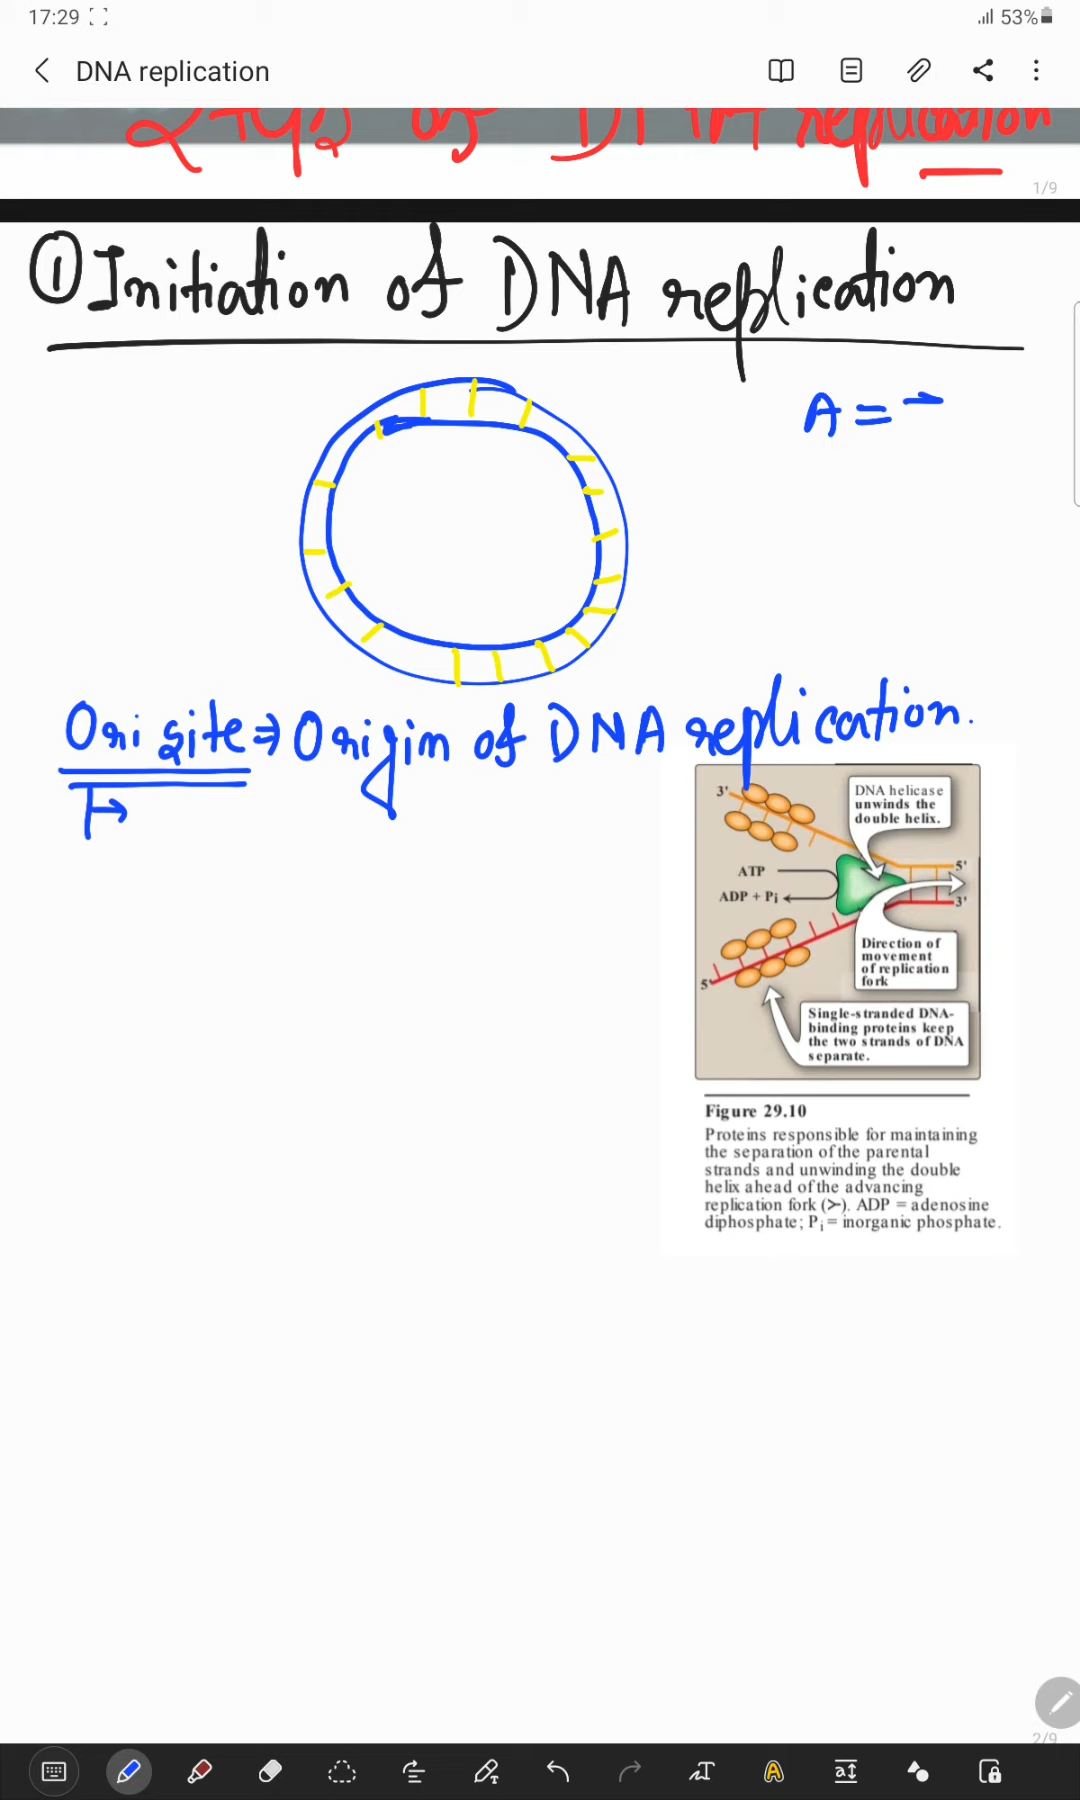 17:29
53%
DNA replication
of DNA replication
1/9
① Initiation of DNA replication
A =
Ori site ⇒ Origin of DNA replication.
3'
DNA helicase
unwinds the
double helix.
ATP
5'
ADP + Pi
3'
Direction of
movement
of replication
fork
5'
Single-stranded DNA-
binding proteins keep
the two strands of DNA
separate.
Figure 29.10
Proteins responsible for maintaining
the separation of the parental
strands and unwinding the double
helix ahead of the advancing
replication fork (>). ADP = adenosine
diphosphate; Pi = inorganic phosphate.
2/9